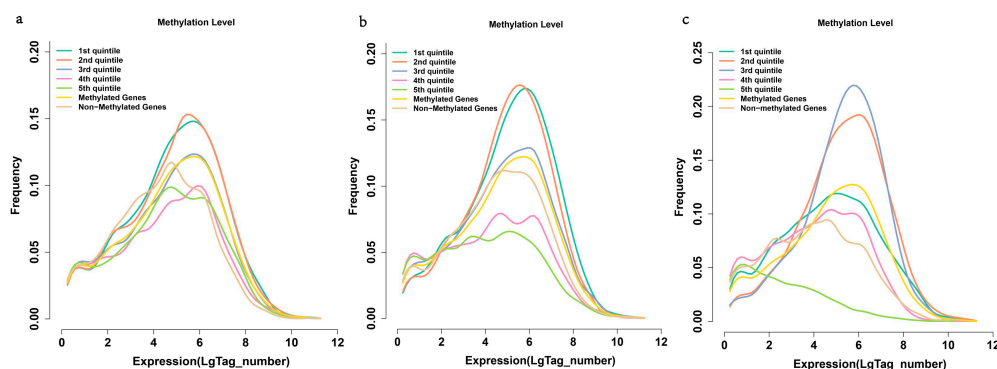 a
Methylation Level
1st quintile
2nd quintile
3rd quintile
4th quintile
5th quintile
Methylated Genes
Non−Methylated Genes
Frequency
0.20
0.15
0.10
0.05
0.00
0 2 4 6 8 10 12
Expression(LgTag_number)
b
Methylation Level
1st quintile
2nd quintile
3rd quintile
4th quintile
5th quintile
Methylated Genes
Non−Methylated Genes
Frequency
0.20
0.15
0.10
0.05
0.00
0 2 4 6 8 10 12
Expression(LgTag_number)
c
Methylation Level
1st quintile
2nd quintile
3rd quintile
4th quintile
5th quintile
Methylated Genes
Non−methylated Genes
Frequency
0.25
0.20
0.15
0.10
0.05
0.00
0 2 4 6 8 10 12
Expression(LgTag_number)